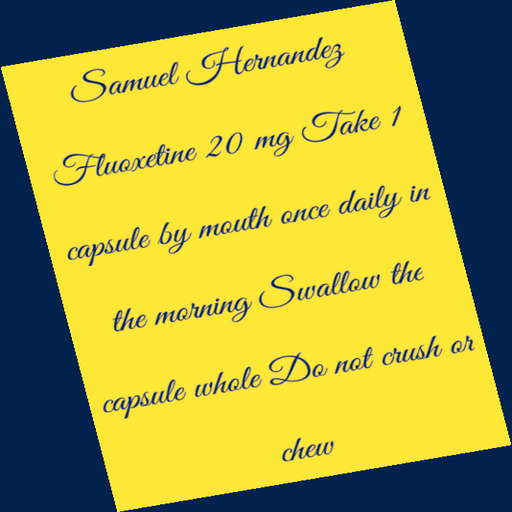 Samuel Hernandez
Fluoxetine 20 mg Take 1
capsule by mouth once daily in
the morning Swallow the
capsule whole Do not crush or
chew